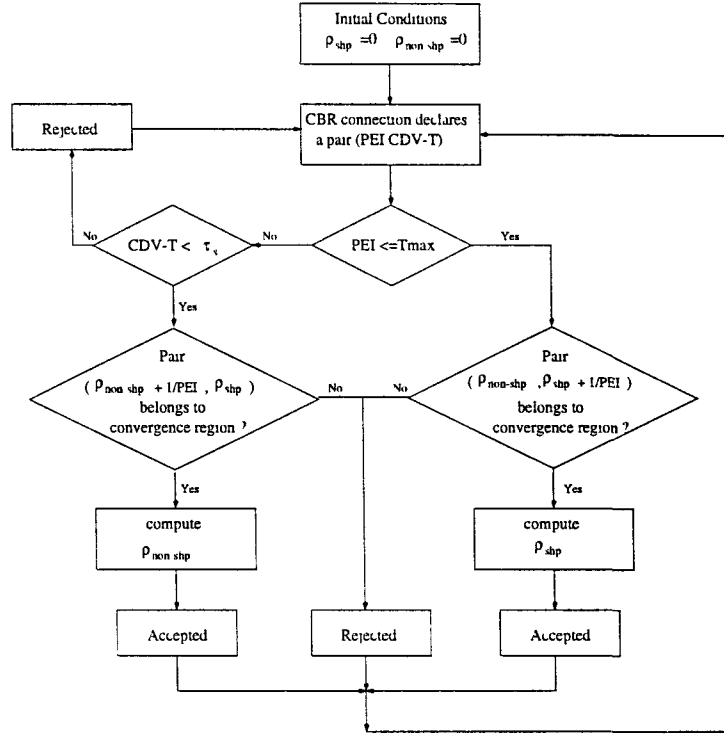 Initial Conditions
ρshp =0 ρnon shp =0
CBR connection declares
a pair (PEI CDV-T)
Rejected
No
CDV-T < τs
No
PEI <=Tmax
Yes
Yes
Pair
( ρnon shp + 1/PEI , ρshp )
belongs to
convergence region ?
No
No
Pair
( ρnon-shp , ρshp + 1/PEI )
belongs to
convergence region ?
Yes
Yes
compute
ρnon shp
compute
ρshp
Accepted
Rejected
Accepted